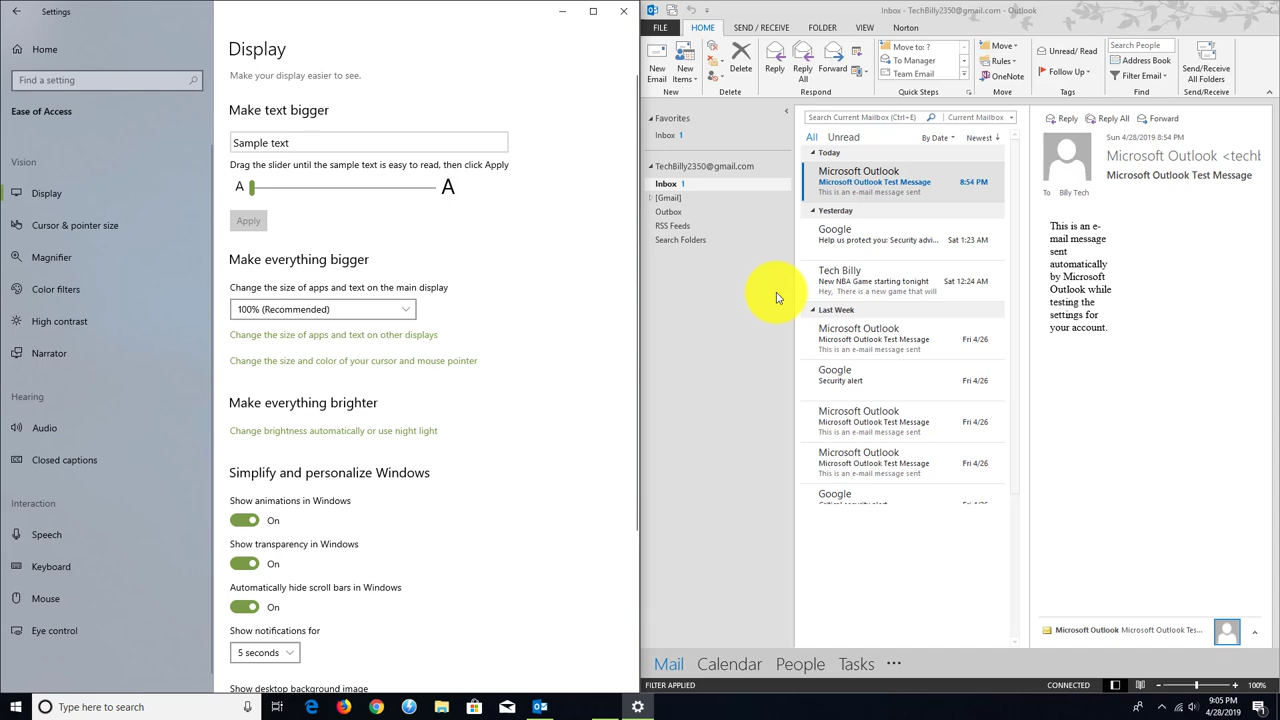 Settings
Home
Find a setting
Ease of Access
Vision
Display
Cursor & pointer size
Magnifier
Color filters
High contrast
Narrator
Hearing
Audio
Closed captions
Interaction
Speech
Keyboard
Mouse
Eye control
Display
Make your display easier to see.
Make text bigger
Sample text
Drag the slider until the sample text is easy to read, then click Apply
A A
Apply
Make everything bigger
Change the size of apps and text on the main display
100% (Recommended)
Change the size of apps and text on other displays
Change the size and color of your cursor and mouse pointer
Make everything brighter
Change brightness automatically or use night light
Simplify and personalize Windows
Show animations in Windows
On
Show transparency in Windows
On
Automatically hide scroll bars in Windows
On
Show notifications for
5 seconds
Show desktop background image
Inbox - TechBilly2350@gmail.com - Outlook
FILE HOME SEND / RECEIVE FOLDER VIEW Norton
New Email
New Items
New
Delete
Delete
Reply
Reply All
Forward
Respond
Move to: ?
To Manager
Team Email
Quick Steps
Move
Rules
OneNote
Move
Unread/ Read
Follow Up
Tags
Search People
Address Book
Filter Email
Find
Send/Receive All Folders
Send/Receive
Favorites
Inbox 1
TechBilly2350@gmail.com
Inbox 1
[Gmail]
Outbox
RSS Feeds
Search Folders
Search Current Mailbox (Ctrl+E) Current Mailbox
All Unread By Date Newest
Today
Microsoft Outlook
Microsoft Outlook Test Message 8:54 PM
This is an e-mail message sent
Yesterday
Google
Help us protect you: Security advi... Sat 1:23 AM
Tech Billy
New NBA Game starting tonight Sat 12:24 AM
Hey, There is a new game that will
Last Week
Microsoft Outlook
Microsoft Outlook Test Message Fri 4/26
This is an e-mail message sent
Google
Security alert Fri 4/26
Microsoft Outlook
Microsoft Outlook Test Message Fri 4/26
This is an e-mail message sent
Microsoft Outlook
Microsoft Outlook Test Message Fri 4/26
This is an e-mail message sent
Google
Critical security alert Fri 4/26
Reply Reply All Forward
Sun 4/28/2019 8:54 PM
Microsoft Outlook <techb
Microsoft Outlook Test Message
To Billy Tech
This is an e-
mail message
sent
automatically
by Microsoft
Outlook while
testing the
settings for
your account.
Microsoft Outlook Microsoft Outlook Tes...
Mail Calendar People Tasks ...
FILTER APPLIED CONNECTED 100%
Type here to search
9:05 PM
4/28/2019
1